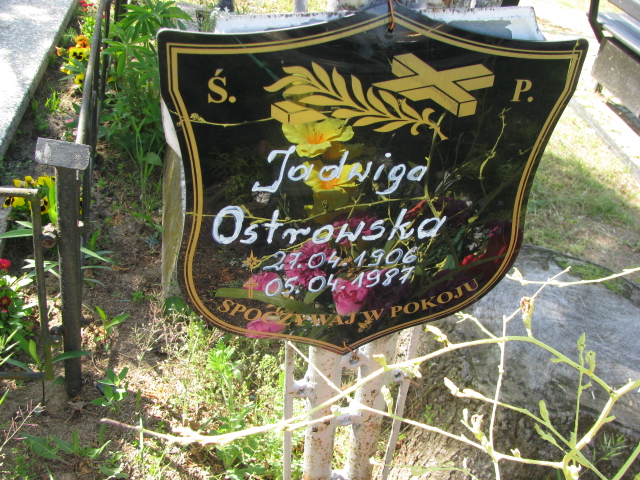 Ś. P.
Jadwiga
Ostrowska
27.04.1906
05.04.1987
SPOCZYWAJ W POKOJU